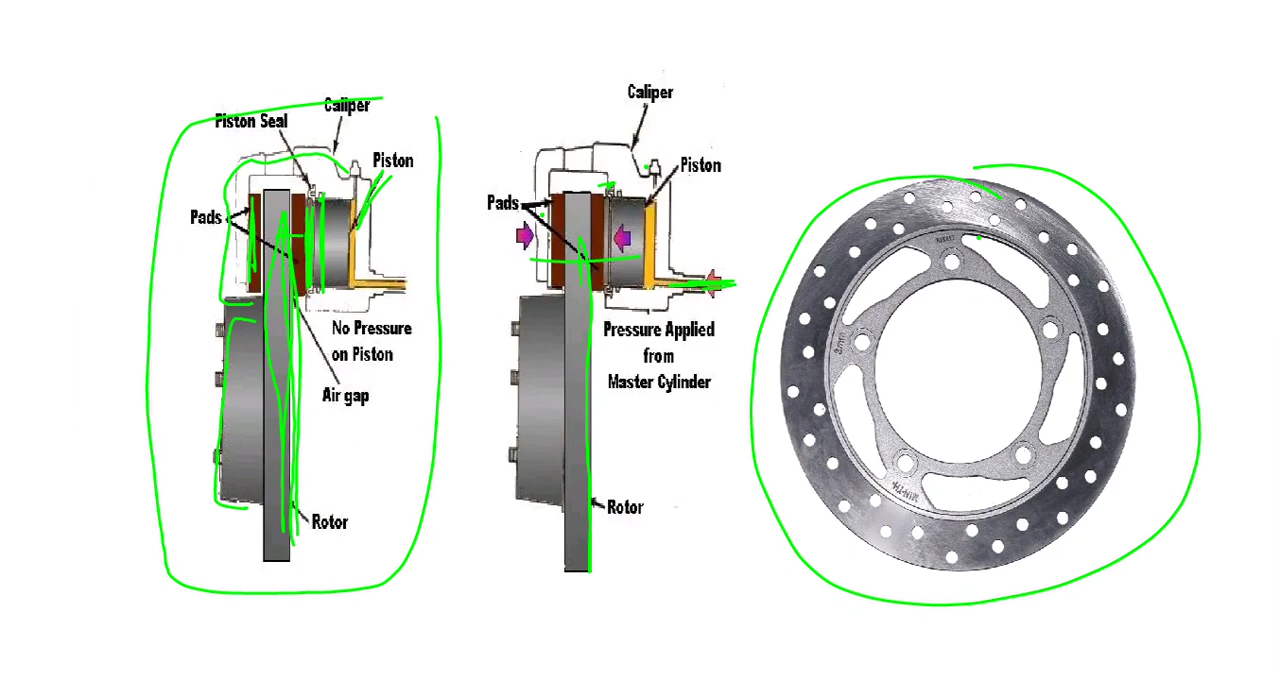 Caliper
Piston Seal
Piston
Pads
No Pressure
on Piston
Air gap
Rotor
Caliper
Piston
Pads
Pressure Applied
from
Master Cylinder
Rotor